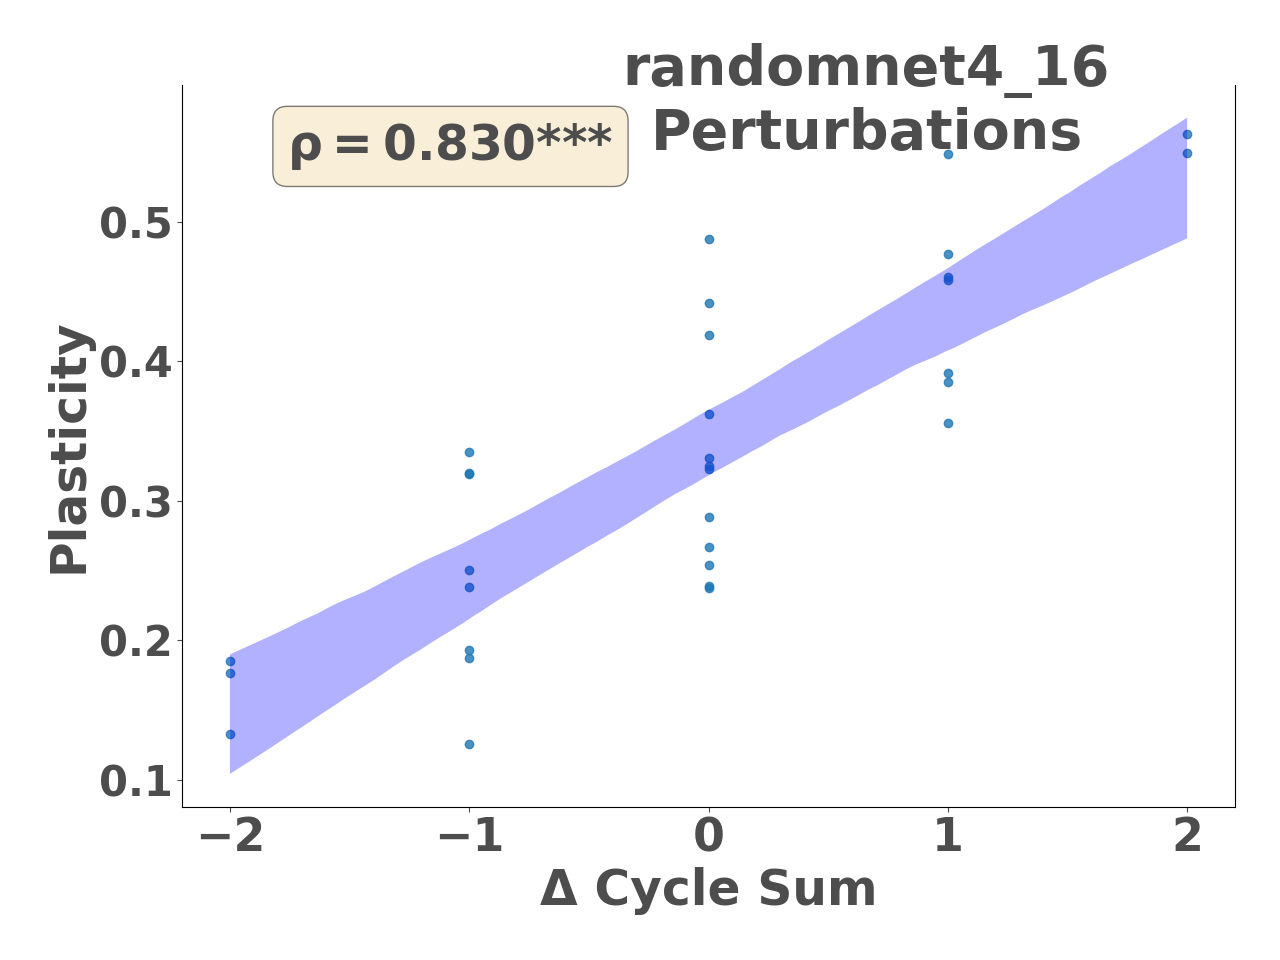 randomnet4_16
Perturbations
ρ = 0.830***
Plasticity
0.5
0.4
0.3
0.2
0.1
−2 −1 0 1 2
Δ Cycle Sum